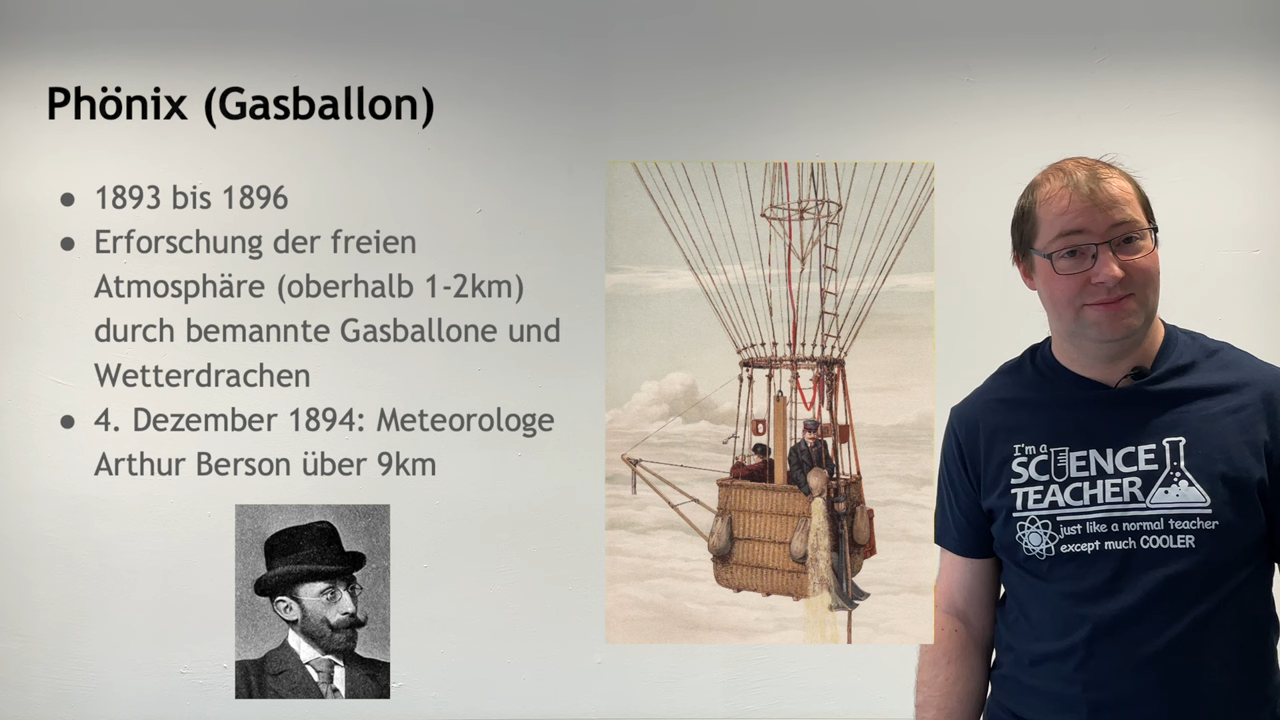 Phönix (Gasballon)
● 1893 bis 1896
● Erforschung der freien
Atmosphäre (oberhalb 1-2km)
durch bemannte Gasballone und
Wetterdrachen
● 4. Dezember 1894: Meteorologe
Arthur Berson über 9km
I'm a
SCIENCE
TEACHER
just like a normal teacher
except much COOLER